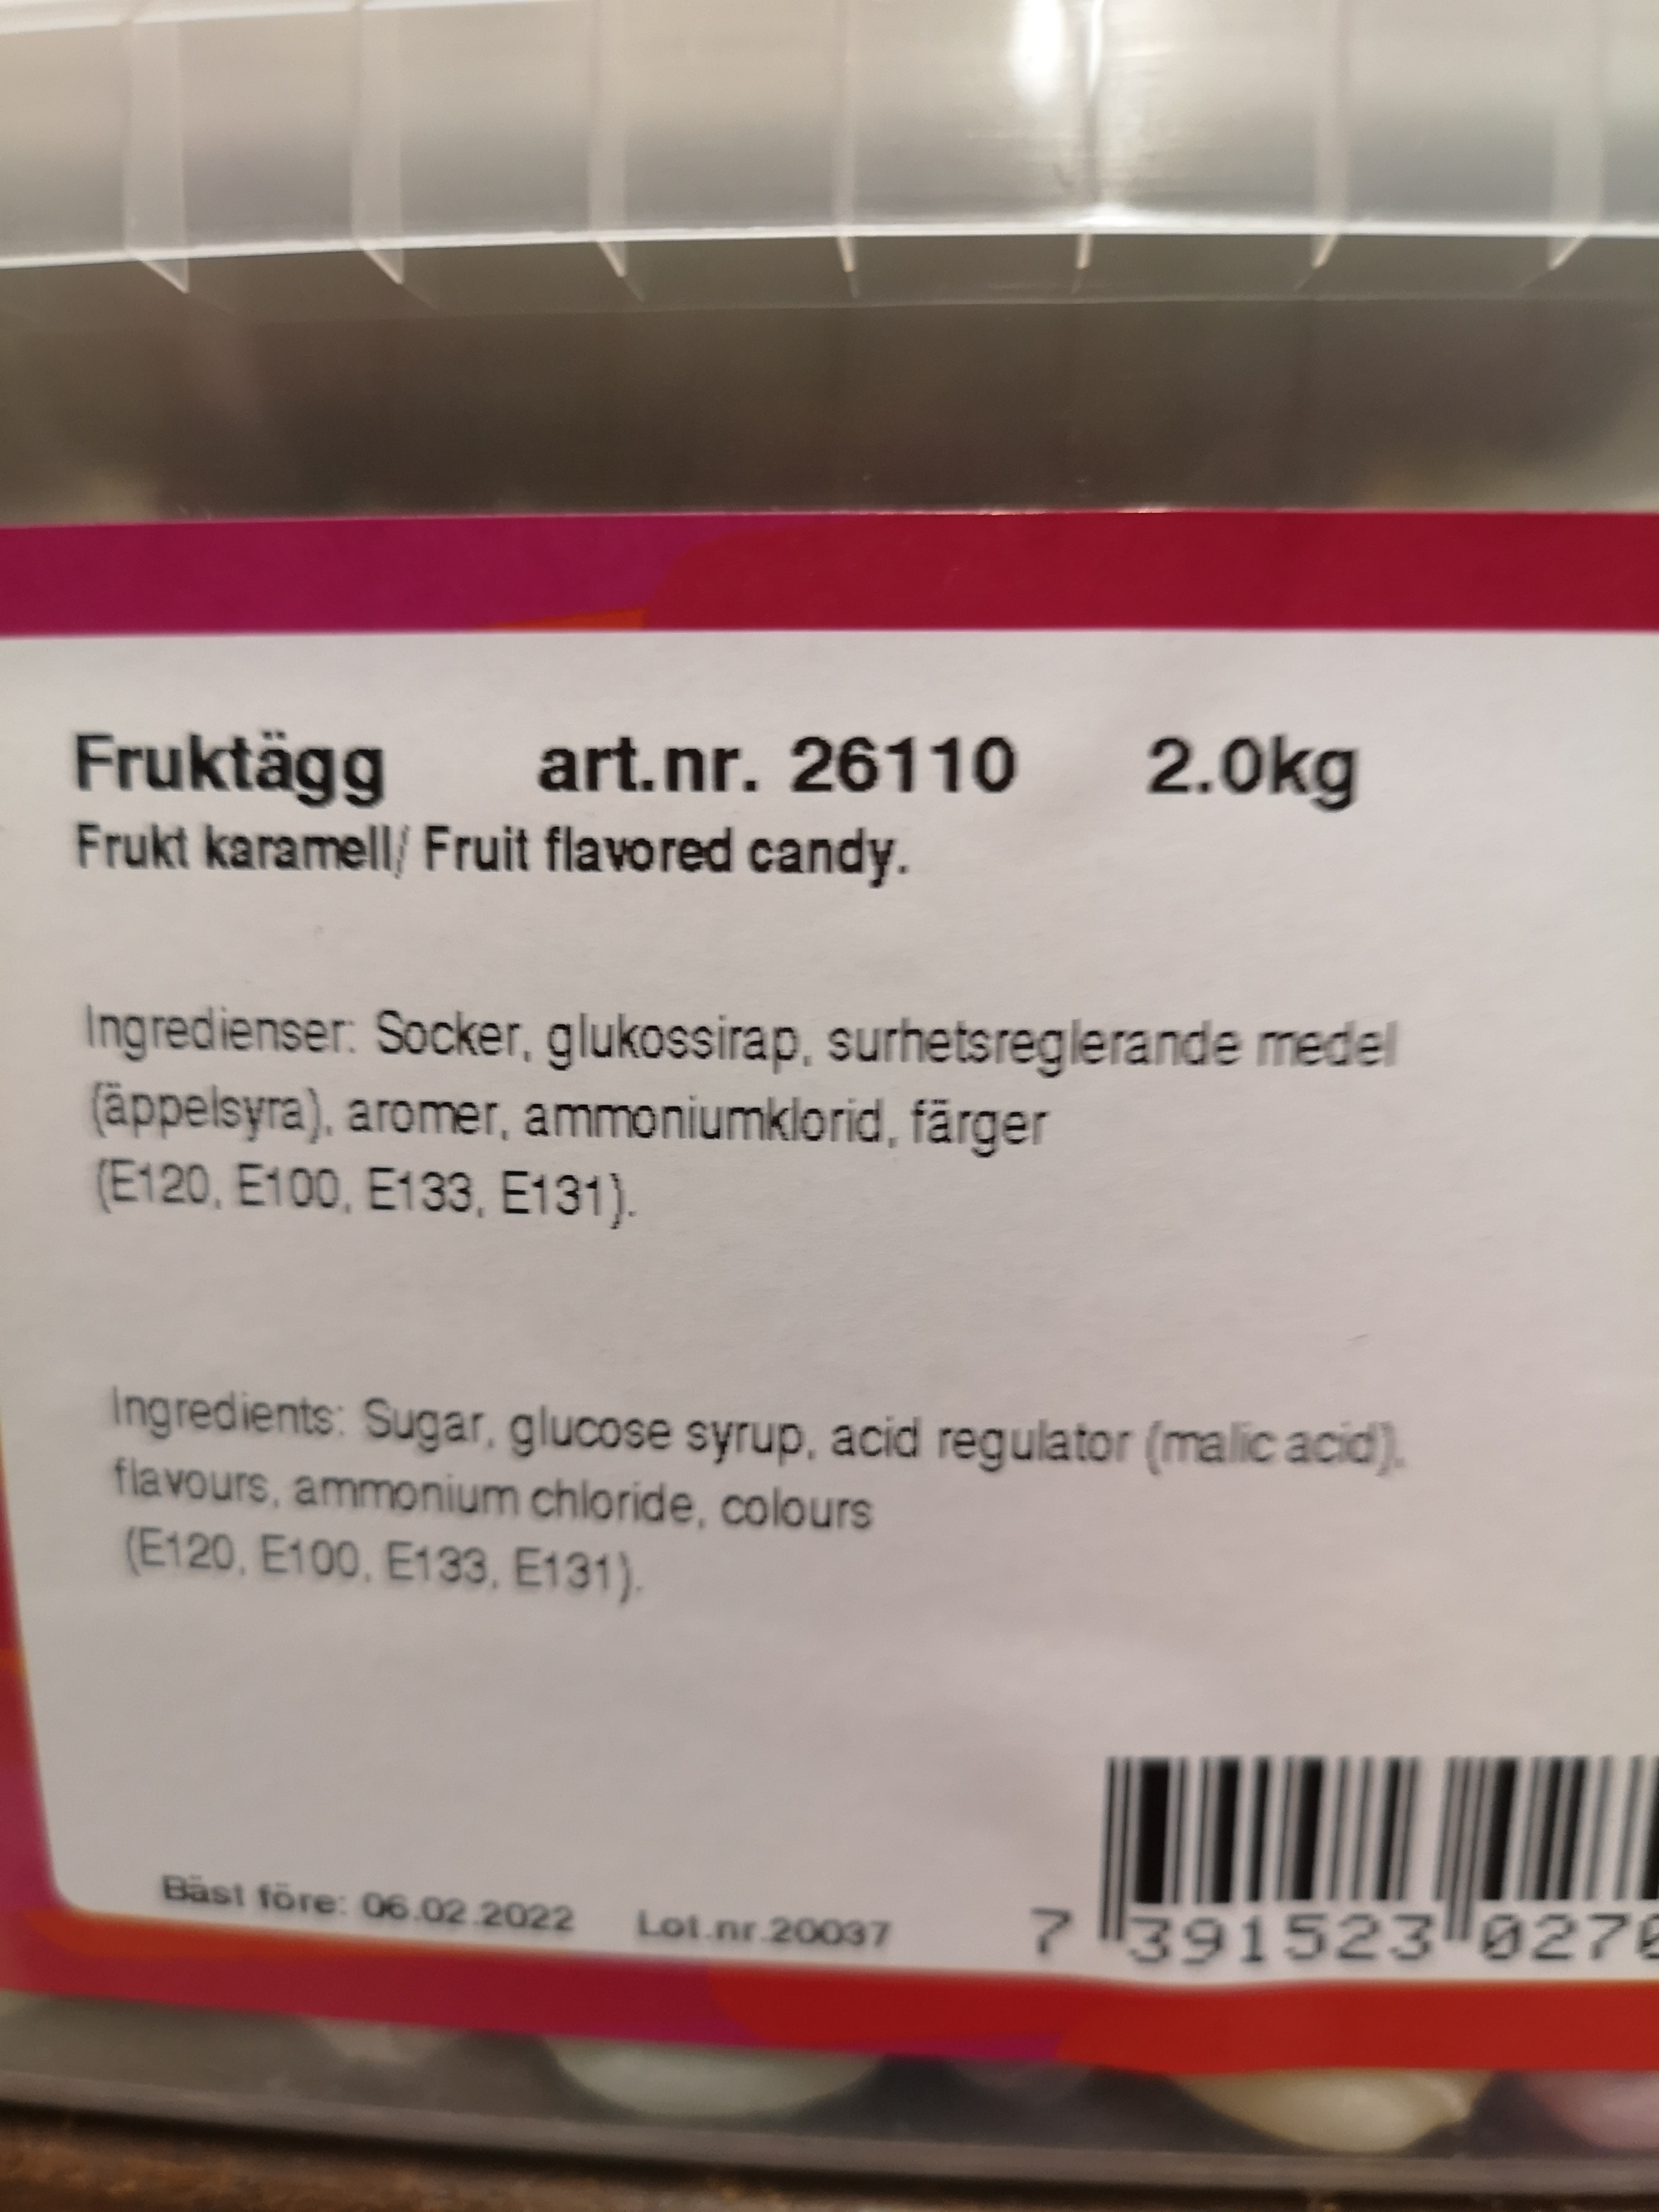 Fruktägg art.nr. 26110 2.0kg
Frukt karamell/ Fruit flavored candy.
Ingredienser: Socker, glukossirap, surhetsreglerande medel
(äppelsyra), aromer, ammoniumklorid, färger
(E120, E100, E133, E131).
Ingredients: Sugar, glucose syrup, acid regulator (malic acid),
flavours, ammonium chloride, colours
(E120, E100, E133, E131).
Bäst före: 06.02.2022 Lot.nr.20037
7 391523 0270